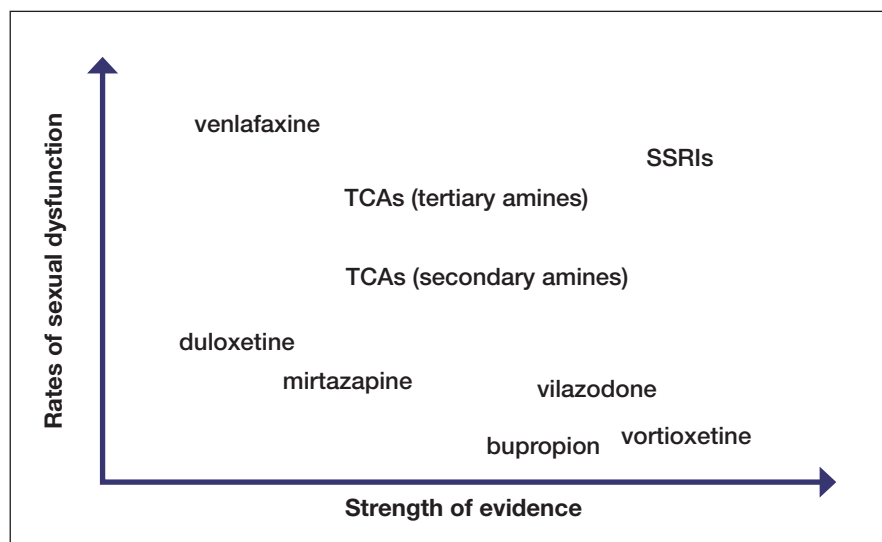 Rates of sexual dysfunction
venlafaxine
SSRIs
TCAs (tertiary amines)
TCAs (secondary amines)
duloxetine
mirtazapine
vilazodone
bupropion
vortioxetine
Strength of evidence